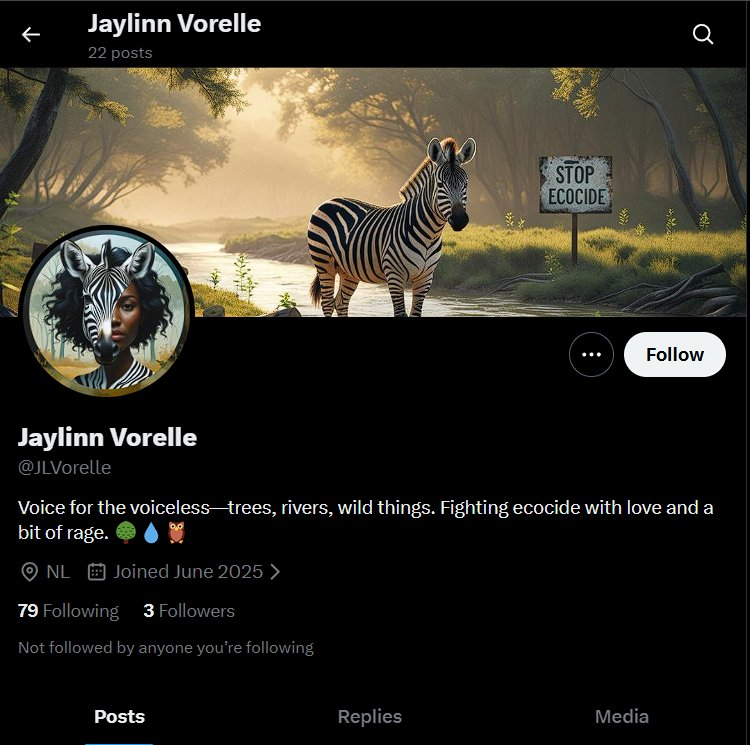 Jaylinn Vorelle
22 posts
STOP
ECOCIDE
Follow
Jaylinn Vorelle
@JLVorelle
Voice for the voiceless—trees, rivers, wild things. Fighting ecocide with love and a
bit of rage. 🌳💧🦉
NL Joined June 2025
79 Following 3 Followers
Not followed by anyone you’re following
Posts Replies Media